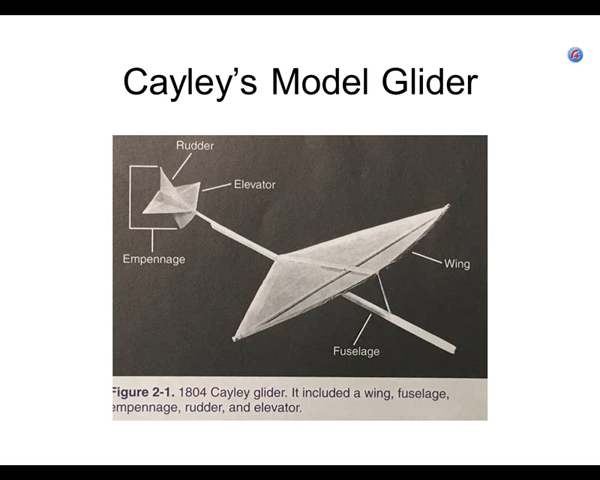 Cayley's Model Glider
Rudder
Elevator
Empennage
Wing
Fuselage
Figure 2-1. 1804 Cayley glider. It included a wing, fuselage,
empennage, rudder, and elevator.